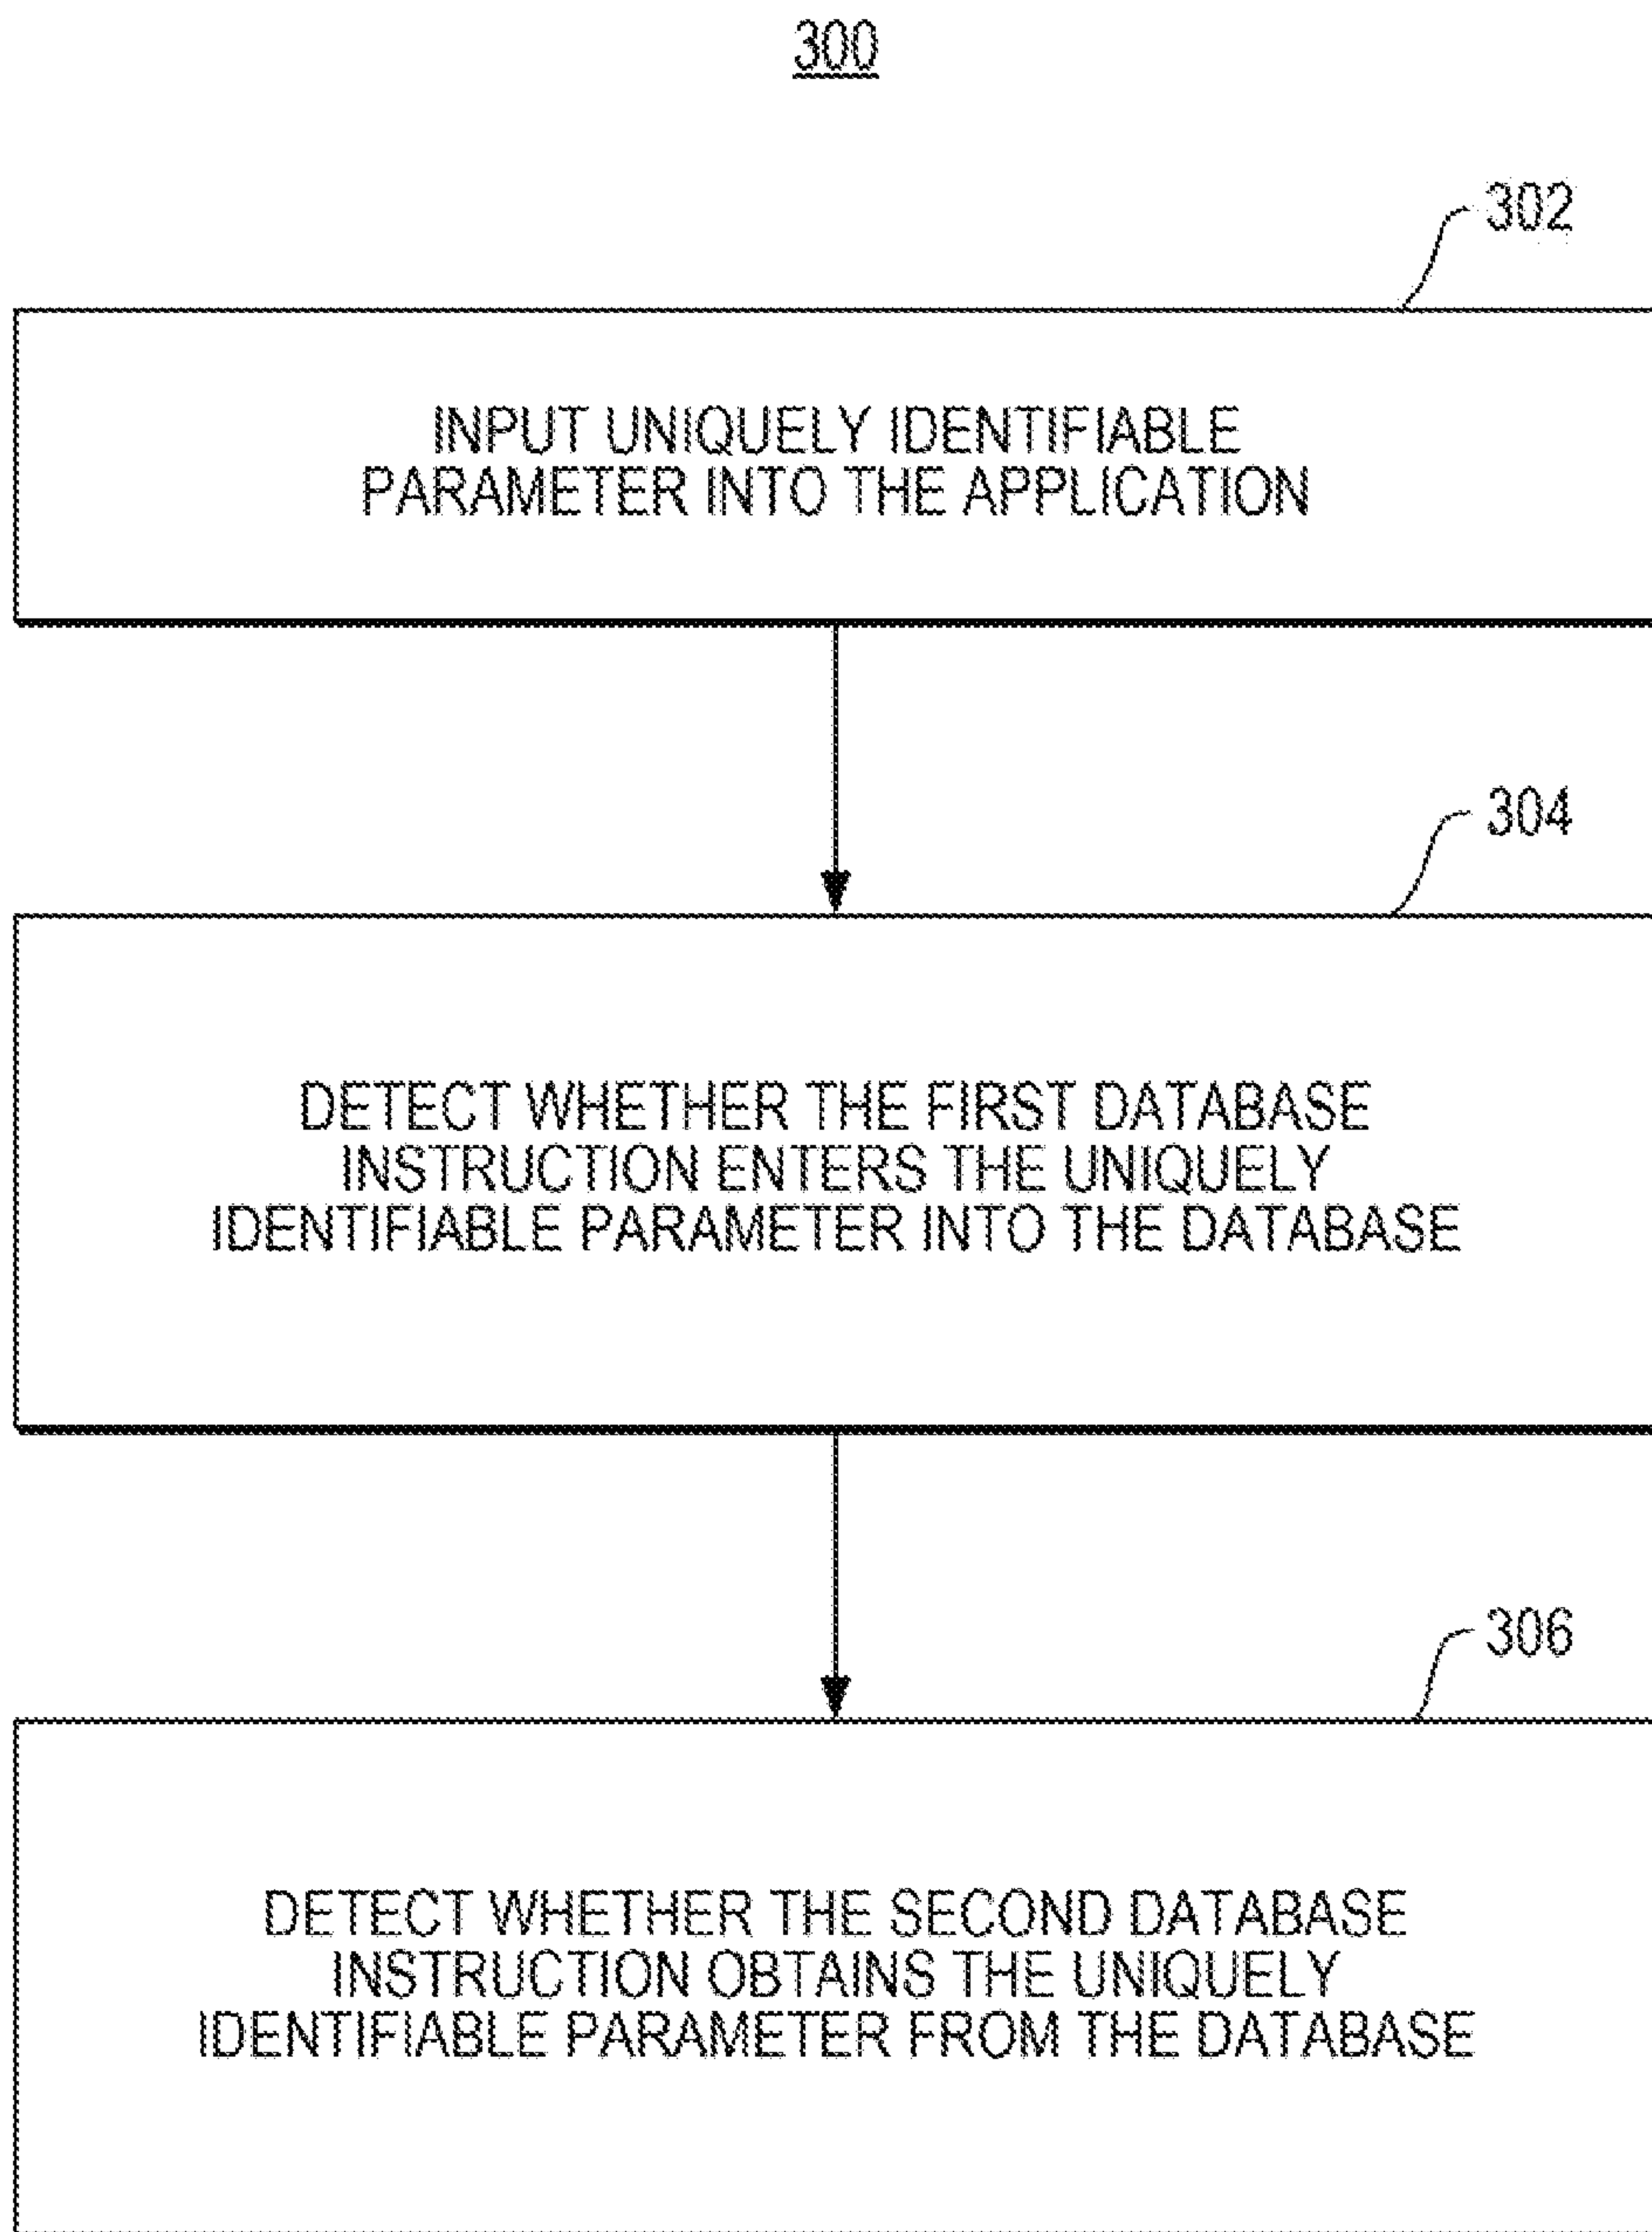 300
302
INPUT UNIQUELY IDENTIFIABLE
PARAMETER INTO THE APPLICATION
304
DETECT WHETHER THE FIRST DATABASE
INSTRUCTION ENTERS THE UNIQUELY
IDENTIFIABLE PARAMETER INTO THE DATABASE
306
DETECT WHETHER THE SECOND DATABASE
INSTRUCTION OBTAINS THE UNIQUELY
IDENTIFIABLE PARAMETER FROM THE DATABASE